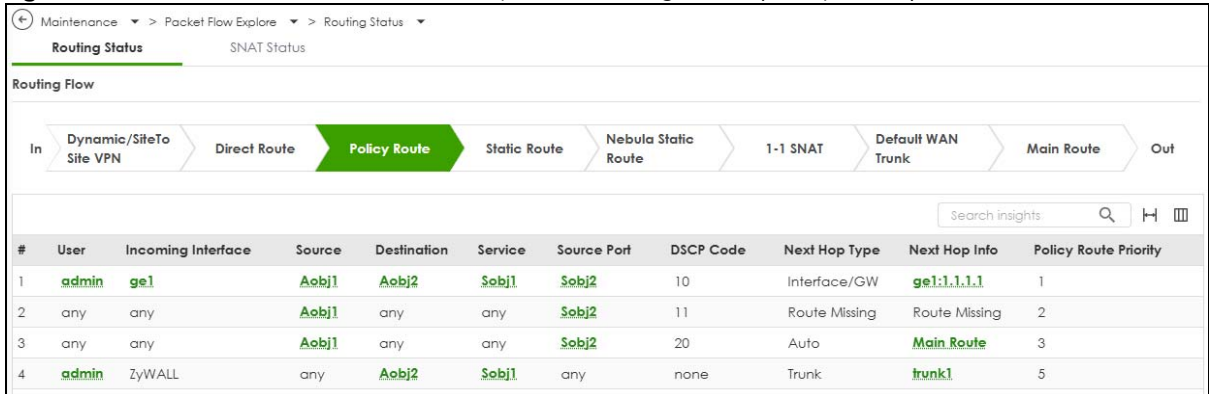 Maintenance > Packet Flow Explore > Routing Status
Routing Status SNAT Status
Routing Flow
In Dynamic/SiteTo Site VPN Direct Route Policy Route Static Route Nebula Static Route 1-1 SNAT Default WAN Trunk Main Route Out
Search insights
# User Incoming Interface Source Destination Service Source Port DSCP Code Next Hop Type Next Hop Info Policy Route Priority
1 admin ge1 Aobj1 Aobj2 Sobj1 Sobj2 10 Interface/GW ge1:1.1.1.1 1
2 any any Aobj1 any any Sobj2 11 Route Missing Route Missing 2
3 any any Aobj1 any any Sobj2 20 Auto Main Route 3
4 admin ZyWALL any Aobj2 Sobj1 any none Trunk trunk1 5